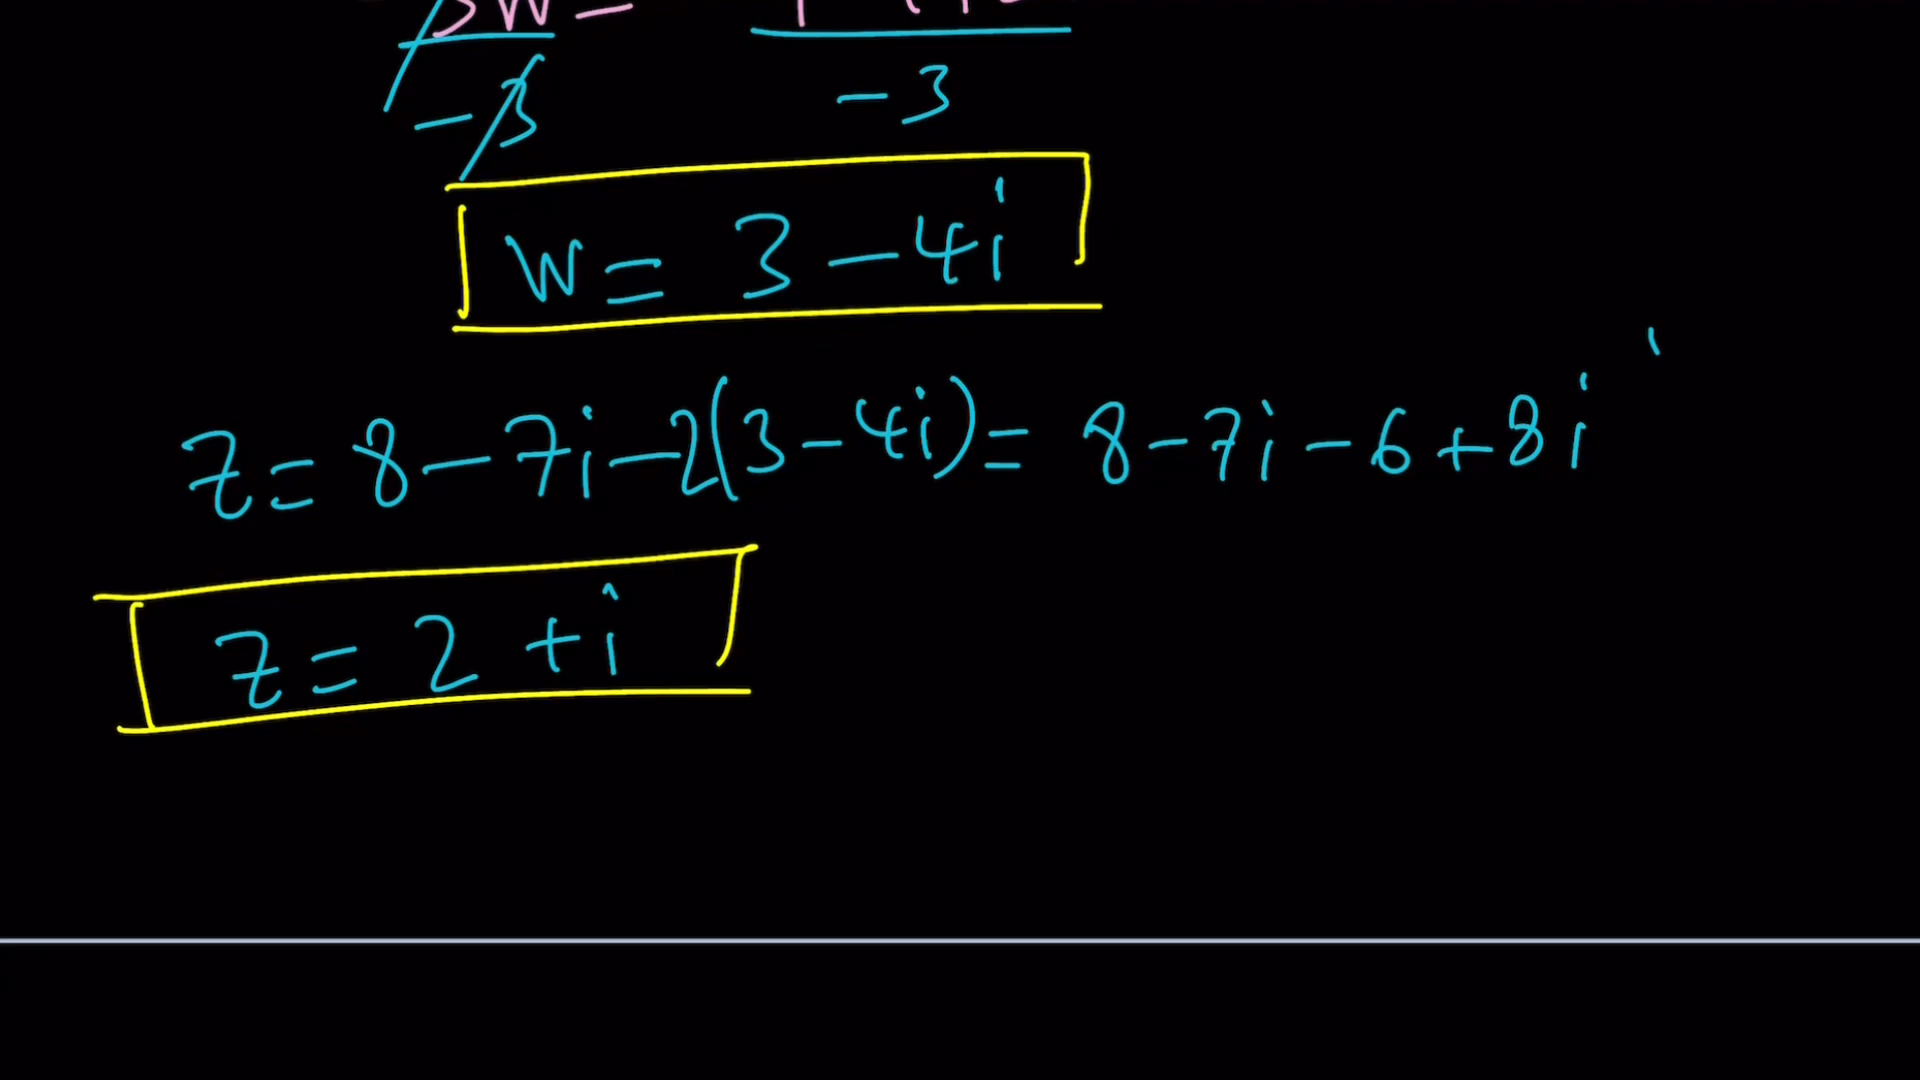 -3 -3
W = 3 - 4i
z = 8 - 7i - 2(3 - 4i) = 8 - 7i - 6 + 8i
z = 2 + i